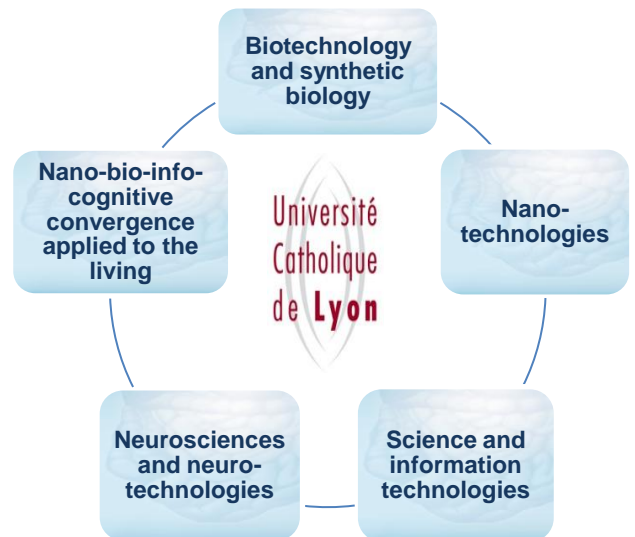 Biotechnology
and synthetic
biology
Nano-bio-info-
cognitive
convergence
applied to the
living
Université
Catholique
de Lyon
Nano-
technologies
Neurosciences
and neuro-
technologies
Science and
information
technologies